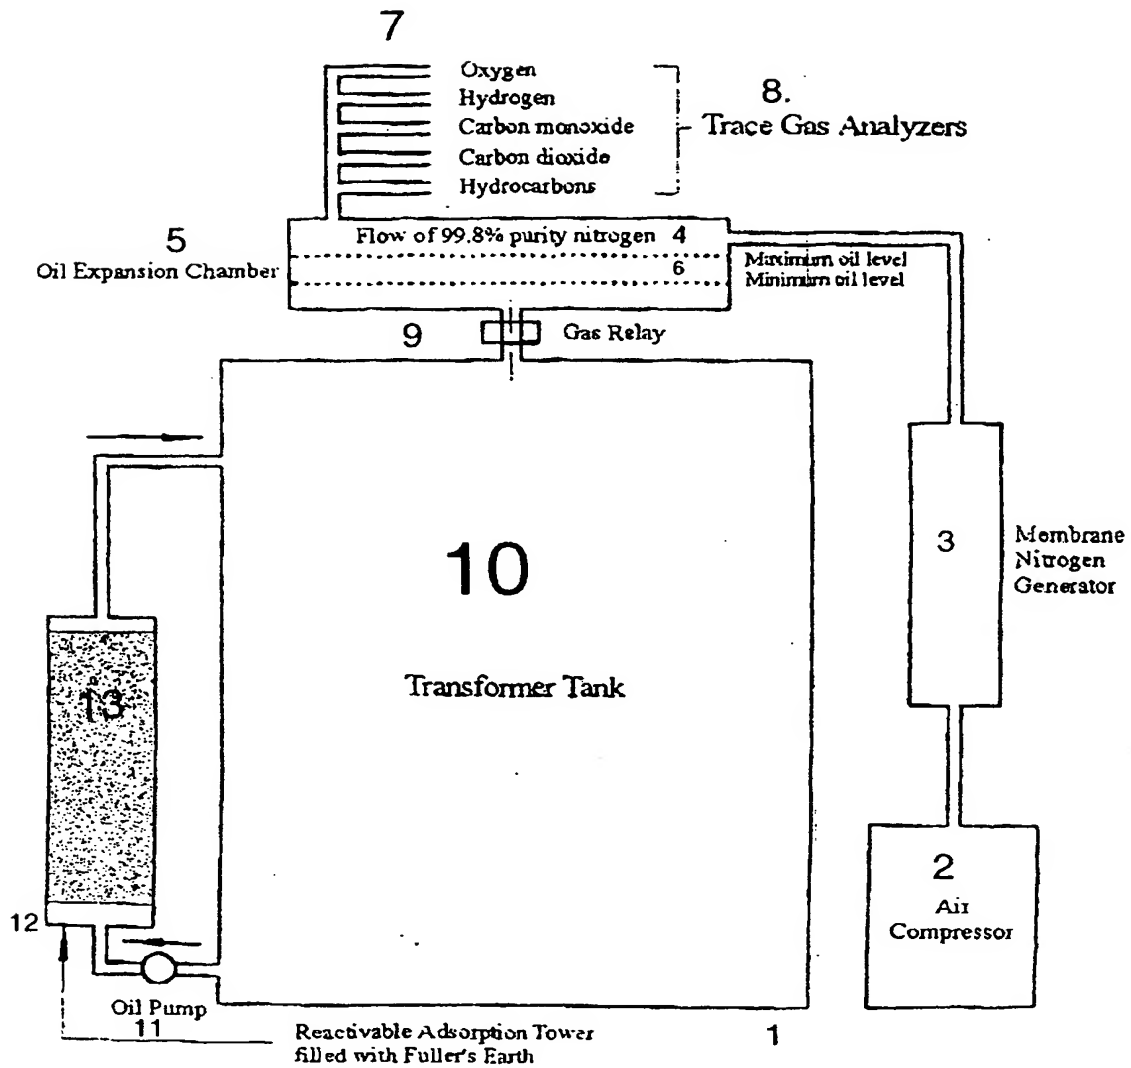 7
Oxygen
Hydrogen
Carbon monoxide
Carbon dioxide
Hydrocarbons
8.
Trace Gas Analyzers
5
Oil Expansion Chamber
Flow of 99.8% purity nitrogen 4
6
Maximum oil level
Minimum oil level
9
Gas Relay
10
Transformer Tank
3
Membrane
Nitrogen
Generator
13
2
Air
Compressor
12
Oil Pump
11
Reactivable Adsorption Tower
filled with Fuller's Earth
1